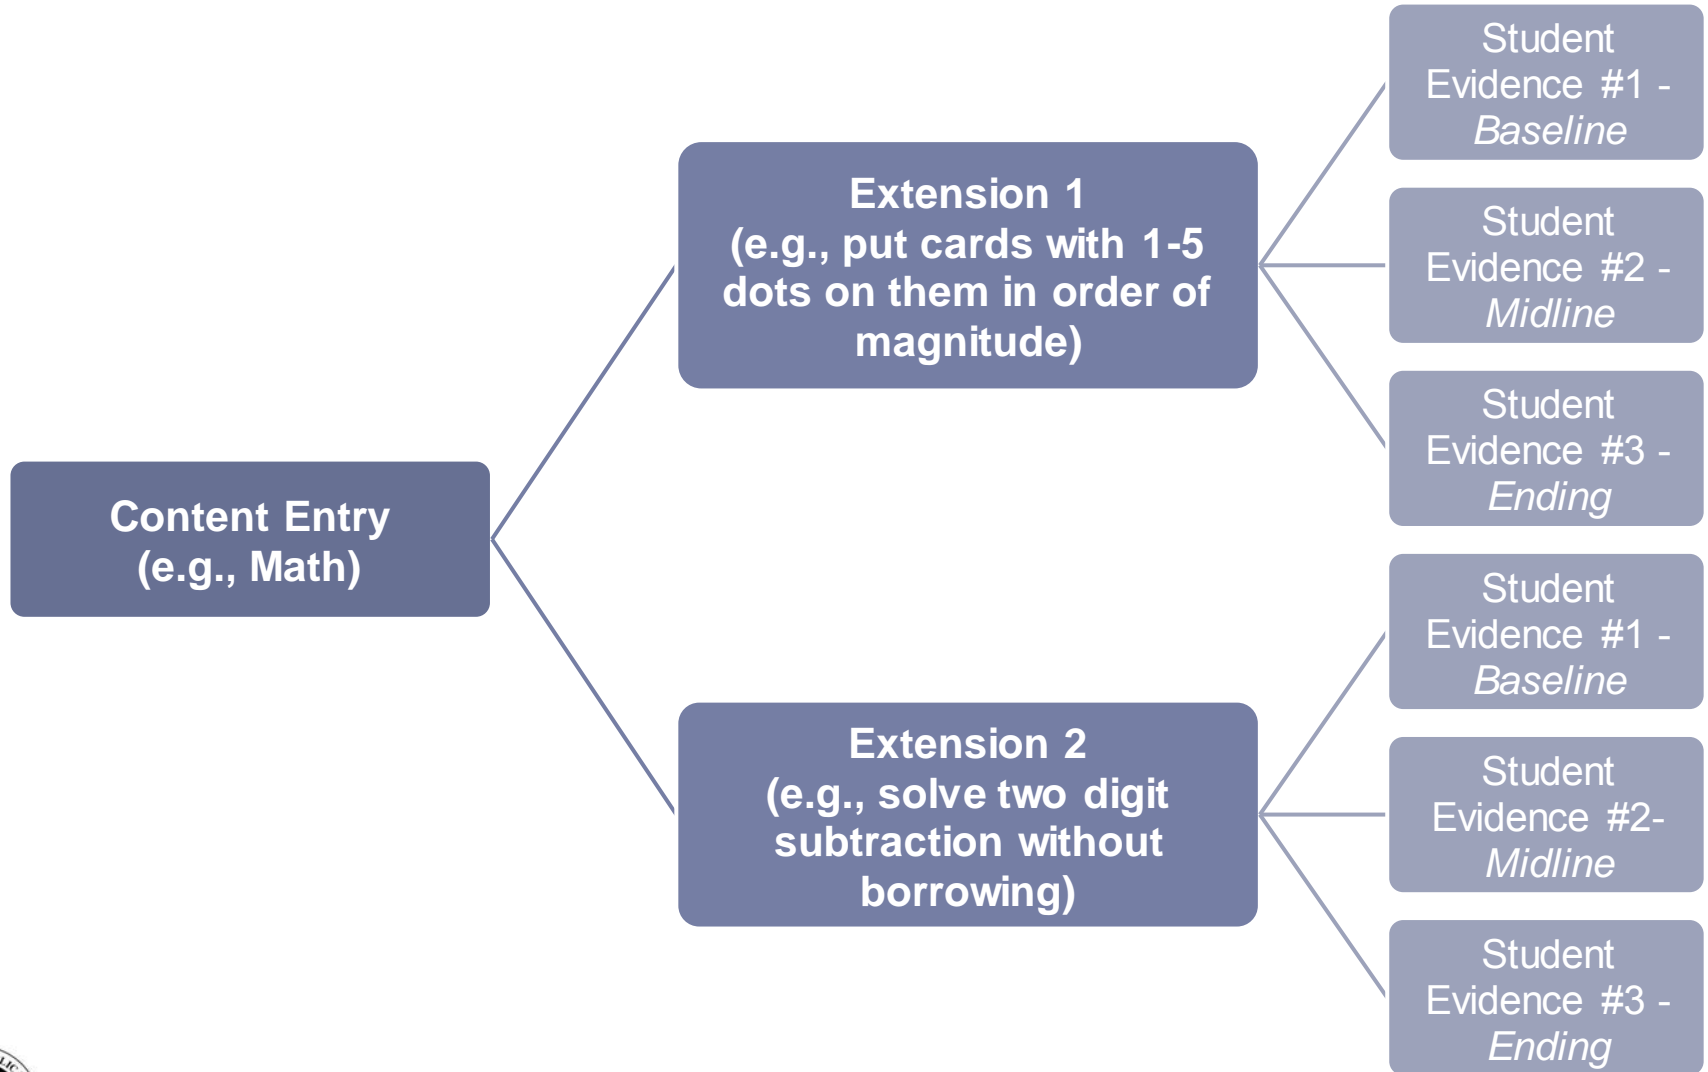 Content Entry
(e.g., Math)
Extension 1
(e.g., put cards with 1-5
dots on them in order of
magnitude)
Student
Evidence #1 -
Baseline
Student
Evidence #2 -
Midline
Student
Evidence #3 -
Ending
Extension 2
(e.g., solve two digit
subtraction without
borrowing)
Student
Evidence #1 -
Baseline
Student
Evidence #2-
Midline
Student
Evidence #3 -
Ending